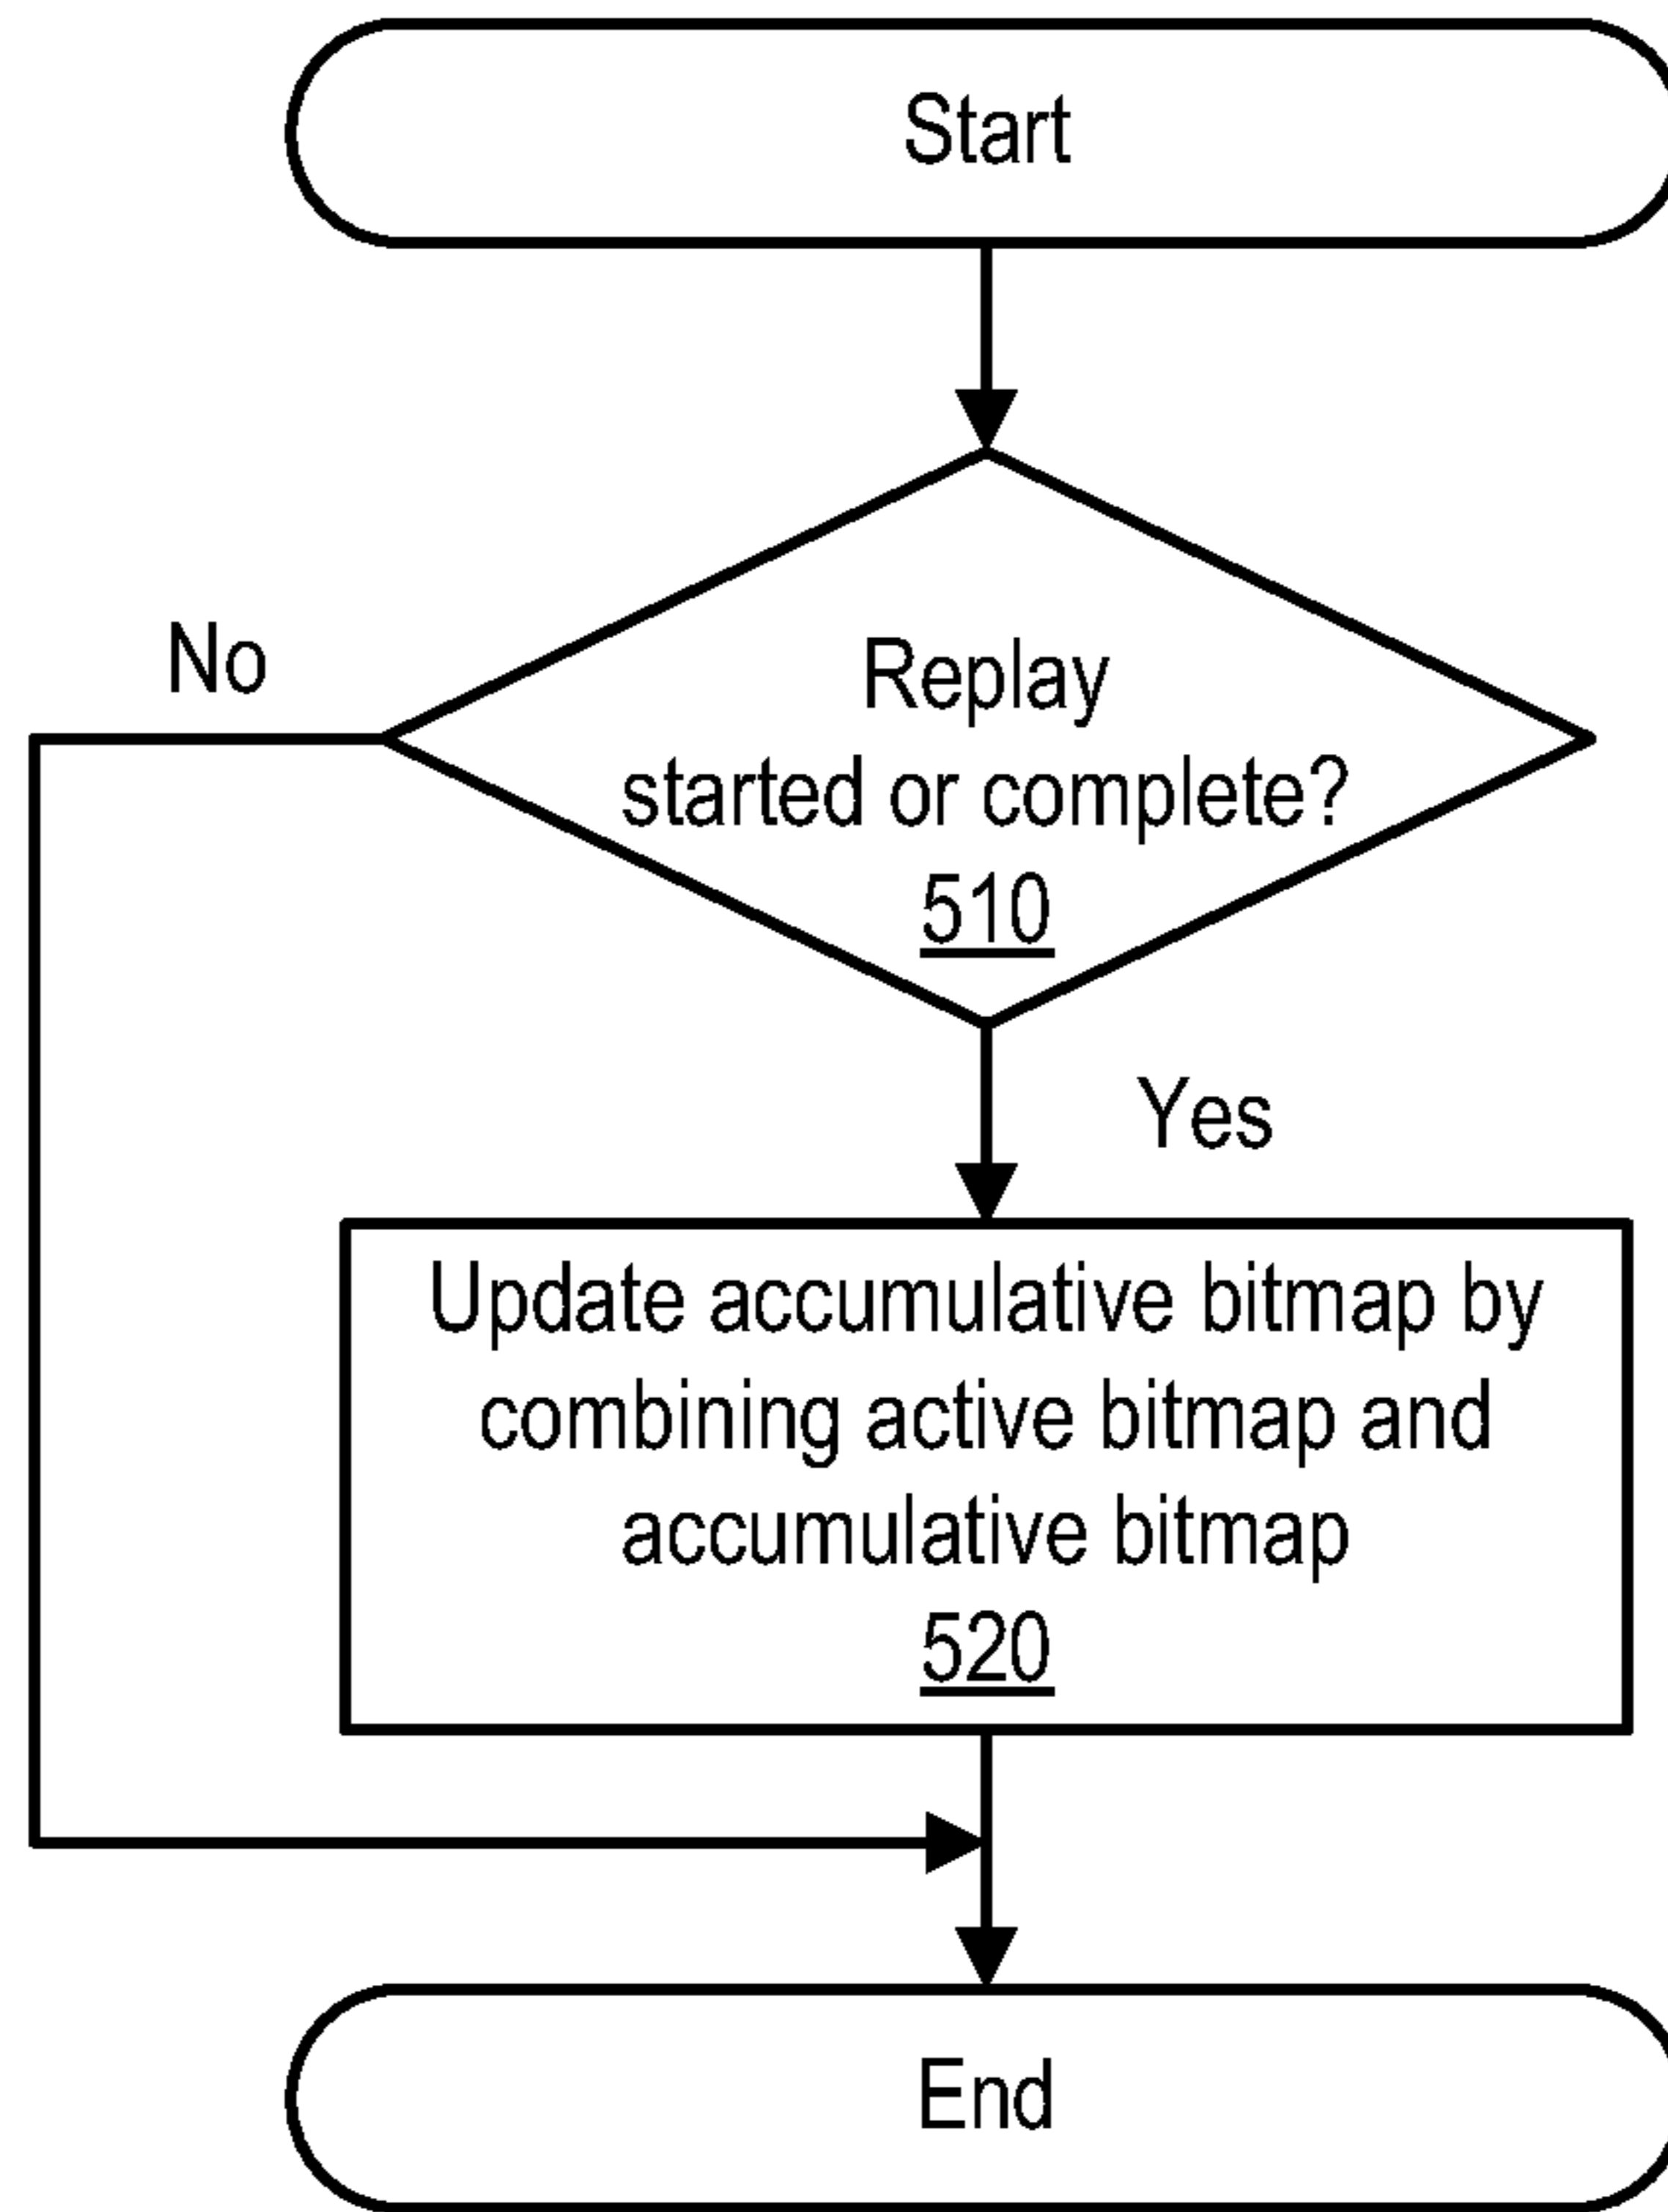 Start
No
Replay
started or complete?
510
Yes
Update accumulative bitmap by
combining active bitmap and
accumulative bitmap
520
End